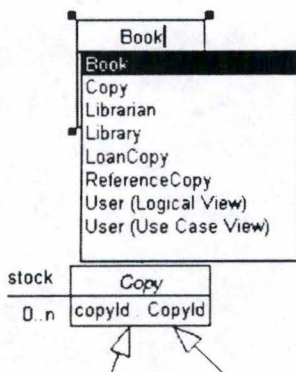 Book
Book
Copy
Librarian
Library
LoanCopy
ReferenceCopy
User (Logical View)
User (Use Case View)
stock
Copy
0..n
copyId : CopyId